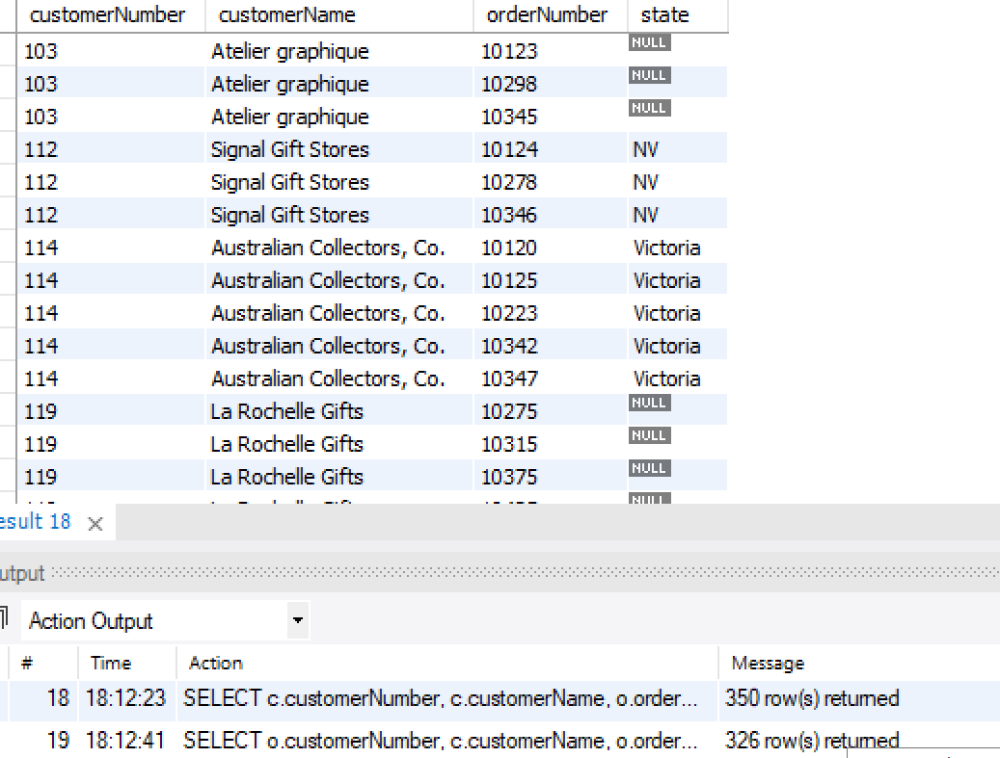 customerNumber customerName orderNumber state
103 Atelier graphique 10123 NULL
103 Atelier graphique 10298 NULL
103 Atelier graphique 10345 NULL
112 Signal Gift Stores 10124 NV
112 Signal Gift Stores 10278 NV
112 Signal Gift Stores 10346 NV
114 Australian Collectors, Co. 10120 Victoria
114 Australian Collectors, Co. 10125 Victoria
114 Australian Collectors, Co. 10223 Victoria
114 Australian Collectors, Co. 10342 Victoria
114 Australian Collectors, Co. 10347 Victoria
119 La Rochelle Gifts 10275 NULL
119 La Rochelle Gifts 10315 NULL
119 La Rochelle Gifts 10375 NULL
NULL
esult 18 ×
utput
Action Output
# Time Action Message
18 18:12:23 SELECT c.customerNumber, c.customerName, o.order... 350 row(s) returned
19 18:12:41 SELECT o.customerNumber, c.customerName, o.order... 326 row(s) returned